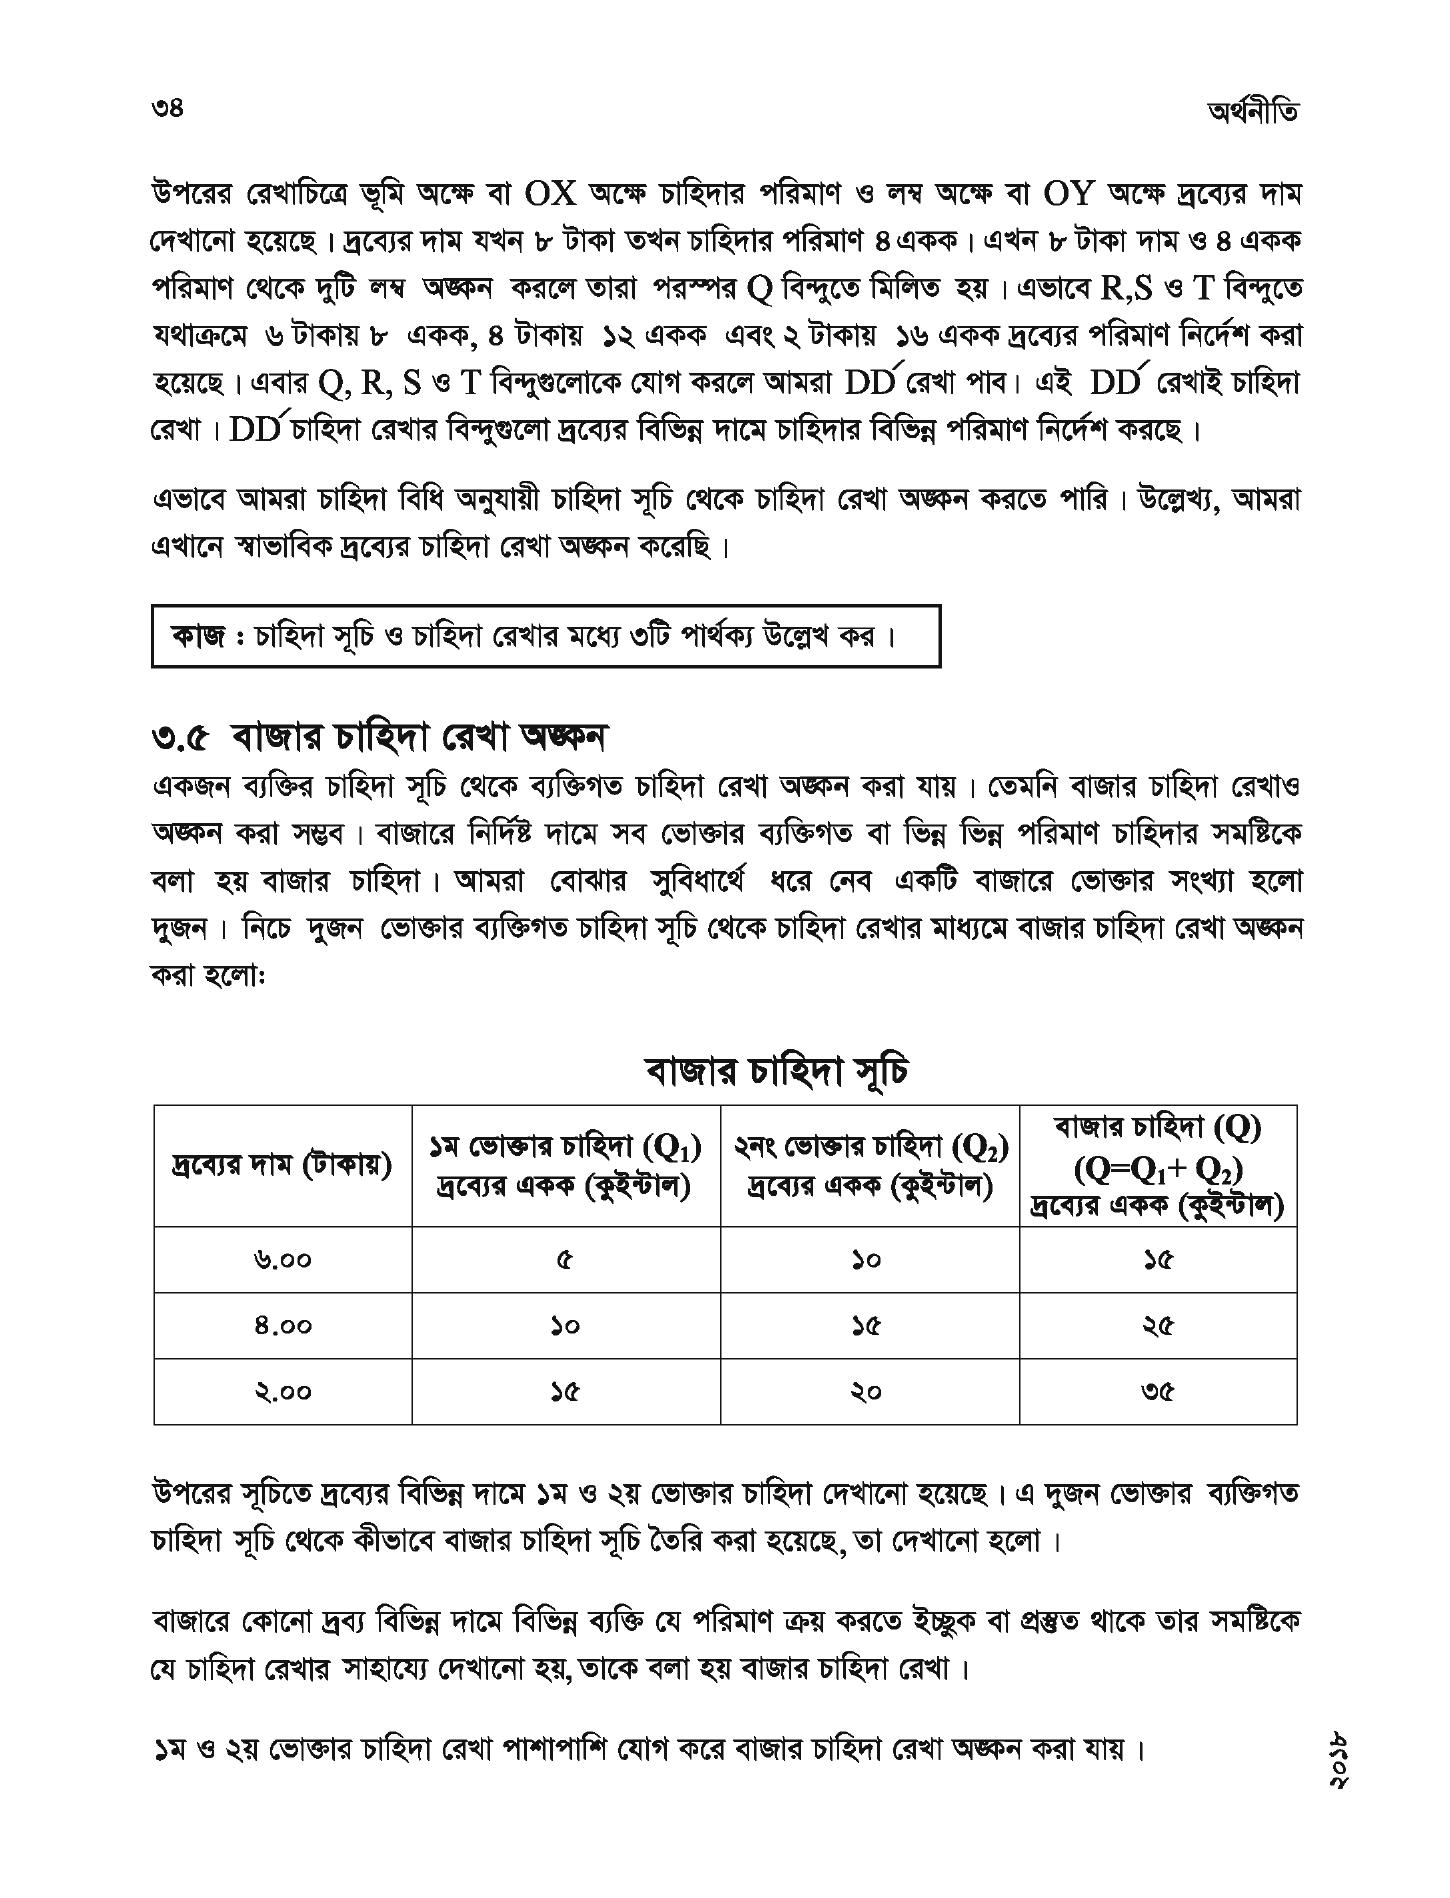 ৩৪
অর্থনীতি
উপরের রেখাচিত্রে ভূমি অক্ষে বা OX অক্ষে চাহিদার পরিমাণ ও লম্ব অক্ষে বা OY অক্ষে দ্রব্যের দাম
দেখানো হয়েছে। দ্রব্যের দাম যখন ৮ টাকা তখন চাহিদার পরিমাণ ৪ একক। এখন ৮ টাকা দাম ও ৪ একক
পরিমাণ থেকে দুটি লম্ব অঙ্কন করলে তারা পরস্পর Q বিন্দুতে মিলিত হয়। এভাবে R,S ও T বিন্দুতে
যথাক্রমে ৬ টাকায় ৮ একক, ৪ টাকায় ১২ একক এবং ২ টাকায় ১৬ একক দ্রব্যের পরিমাণ নির্দেশ করা
হয়েছে। এবার Q, R, S ও T বিন্দুগুলোকে যোগ করলে আমরা DD´ রেখা পাব। এই DD´ রেখাই চাহিদা
রেখা। DD´ চাহিদা রেখার বিন্দুগুলো দ্রব্যের বিভিন্ন দামে চাহিদার বিভিন্ন পরিমাণ নির্দেশ করছে।
এভাবে আমরা চাহিদা বিধি অনুযায়ী চাহিদা সূচি থেকে চাহিদা রেখা অঙ্কন করতে পারি। উল্লেখ্য, আমরা
এখানে স্বাভাবিক দ্রব্যের চাহিদা রেখা অঙ্কন করেছি।
কাজ : চাহিদা সূচি ও চাহিদা রেখার মধ্যে ৩টি পার্থক্য উল্লেখ কর।
৩.৫ বাজার চাহিদা রেখা অঙ্কন
একজন ব্যক্তির চাহিদা সূচি থেকে ব্যক্তিগত চাহিদা রেখা অঙ্কন করা যায়। তেমনি বাজার চাহিদা রেখাও
অঙ্কন করা সম্ভব। বাজারে নির্দিষ্ট দামে সব ভোক্তার ব্যক্তিগত বা ভিন্ন ভিন্ন পরিমাণ চাহিদার সমষ্টিকে
বলা হয় বাজার চাহিদা। আমরা বোঝার সুবিধার্থে ধরে নেব একটি বাজারে ভোক্তার সংখ্যা হলো
দুজন। নিচে দুজন ভোক্তার ব্যক্তিগত চাহিদা সূচি থেকে চাহিদা রেখার মাধ্যমে বাজার চাহিদা রেখা অঙ্কন
করা হলো:
বাজার চাহিদা সূচি
দ্রব্যের দাম (টাকায়)
১ম ভোক্তার চাহিদা (Q₁)
দ্রব্যের একক (কুইন্টাল)
২নং ভোক্তার চাহিদা (Q₂)
দ্রব্যের একক (কুইন্টাল)
বাজার চাহিদা (Q)
(Q=Q₁+ Q₂)
দ্রব্যের একক (কুইন্টাল)
৬.০০ ৫ ১০ ১৫
৪.০০ ১০ ১৫ ২৫
২.০০ ১৫ ২০ ৩৫
উপরের সূচিতে দ্রব্যের বিভিন্ন দামে ১ম ও ২য় ভোক্তার চাহিদা দেখানো হয়েছে। এ দুজন ভোক্তার ব্যক্তিগত
চাহিদা সূচি থেকে কীভাবে বাজার চাহিদা সূচি তৈরি করা হয়েছে, তা দেখানো হলো।
বাজারে কোনো দ্রব্য বিভিন্ন দামে বিভিন্ন ব্যক্তি যে পরিমাণ ক্রয় করতে ইচ্ছুক বা প্রস্তুত থাকে তার সমষ্টিকে
যে চাহিদা রেখার সাহায্যে দেখানো হয়, তাকে বলা হয় বাজার চাহিদা রেখা।
১ম ও ২য় ভোক্তার চাহিদা রেখা পাশাপাশি যোগ করে বাজার চাহিদা রেখা অঙ্কন করা যায়।
২০১৮